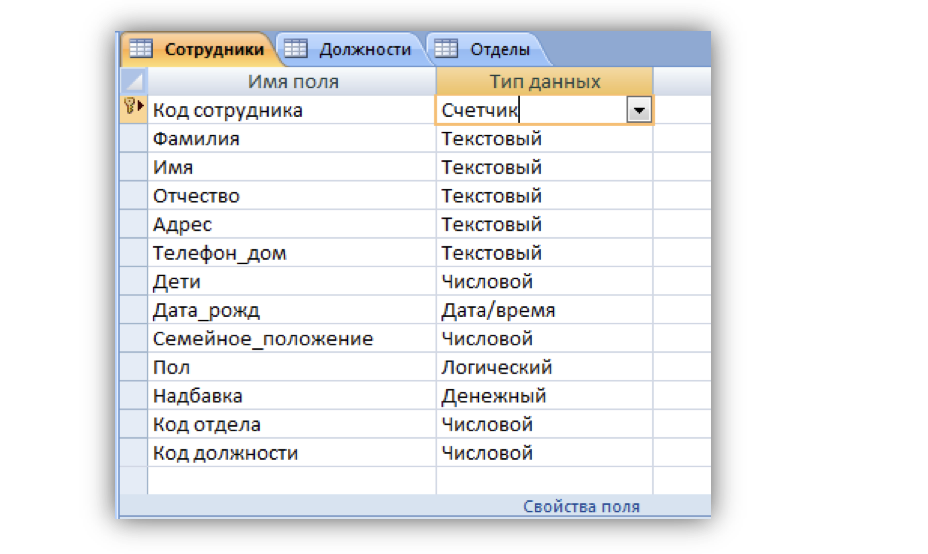 Сотрудники Должности Отделы
Имя поля Тип данных
Код сотрудника Счетчик
Фамилия Текстовый
Имя Текстовый
Отчество Текстовый
Адрес Текстовый
Телефон_дом Текстовый
Дети Числовой
Дата_рожд Дата/время
Семейное_положение Числовой
Пол Логический
Надбавка Денежный
Код отдела Числовой
Код должности Числовой
Свойства поля